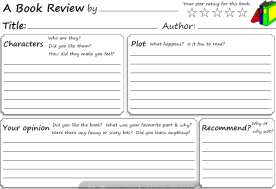 A Book Review by
Your star rating for this book:
Title:
Author:
Characters
Who are they?
Did you like them?
How did they make you feel?
Plot
What happens? Is it fun to read?
Your opinion
Did you like the book? What was your favourite part & why?
Were there any funny or scary bits? Did you learn anything?
Recommend?
Why or
why not?